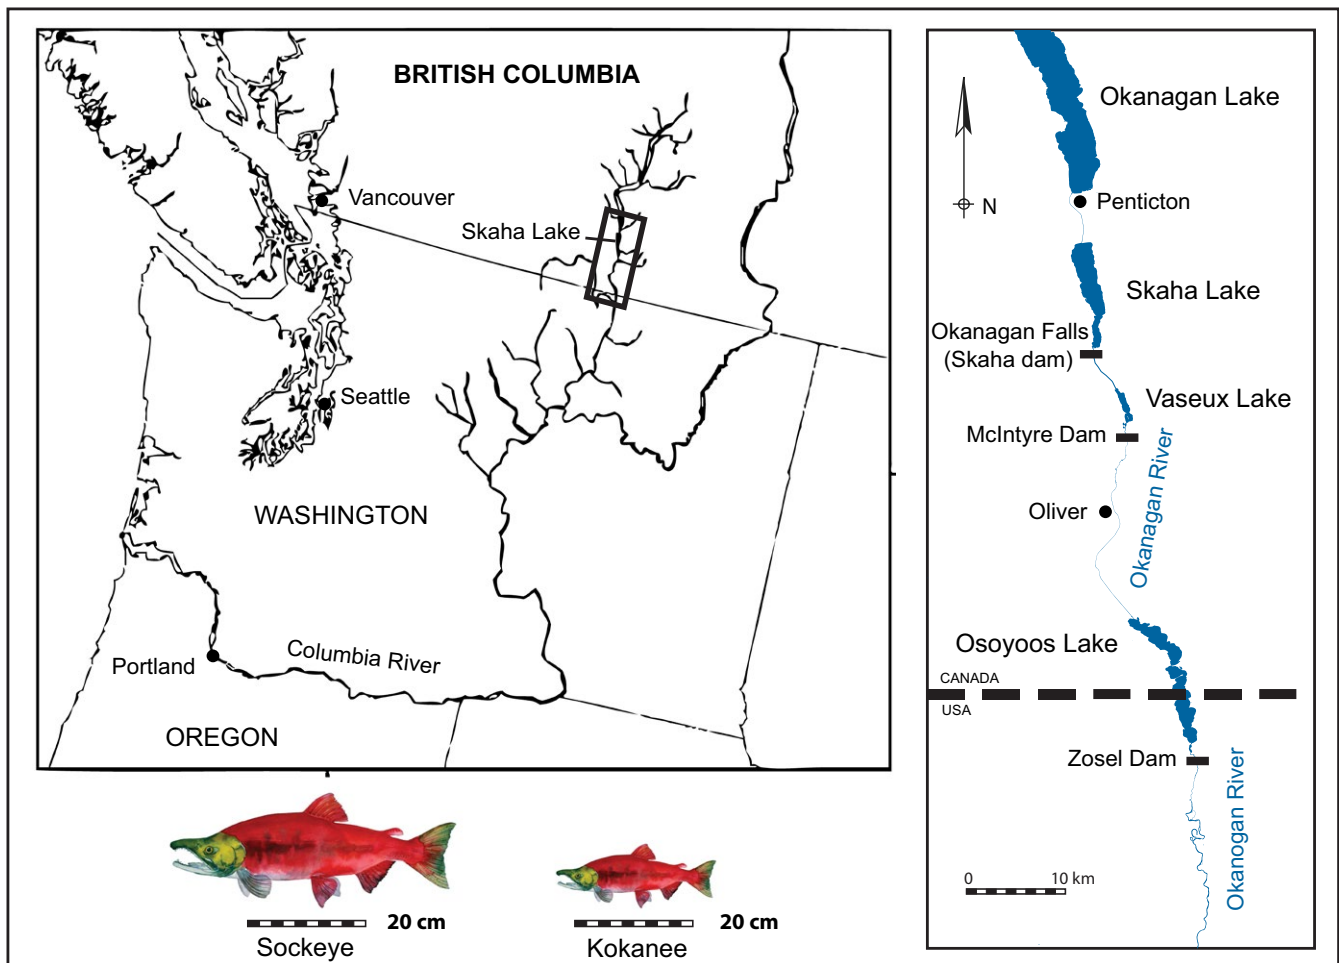 BRITISH COLUMBIA
Vancouver
Skaha Lake
Seattle
WASHINGTON
Columbia River
Portland
OREGON
20 cm
Sockeye
20 cm
Kokanee
Okanagan Lake
N
Penticton
Skaha Lake
Okanagan Falls
(Skaha dam)
Vaseux Lake
McIntyre Dam
Okanagan River
Oliver
Osoyoos Lake
CANADA
USA
Zosel Dam
Okanogan River
0 10 km